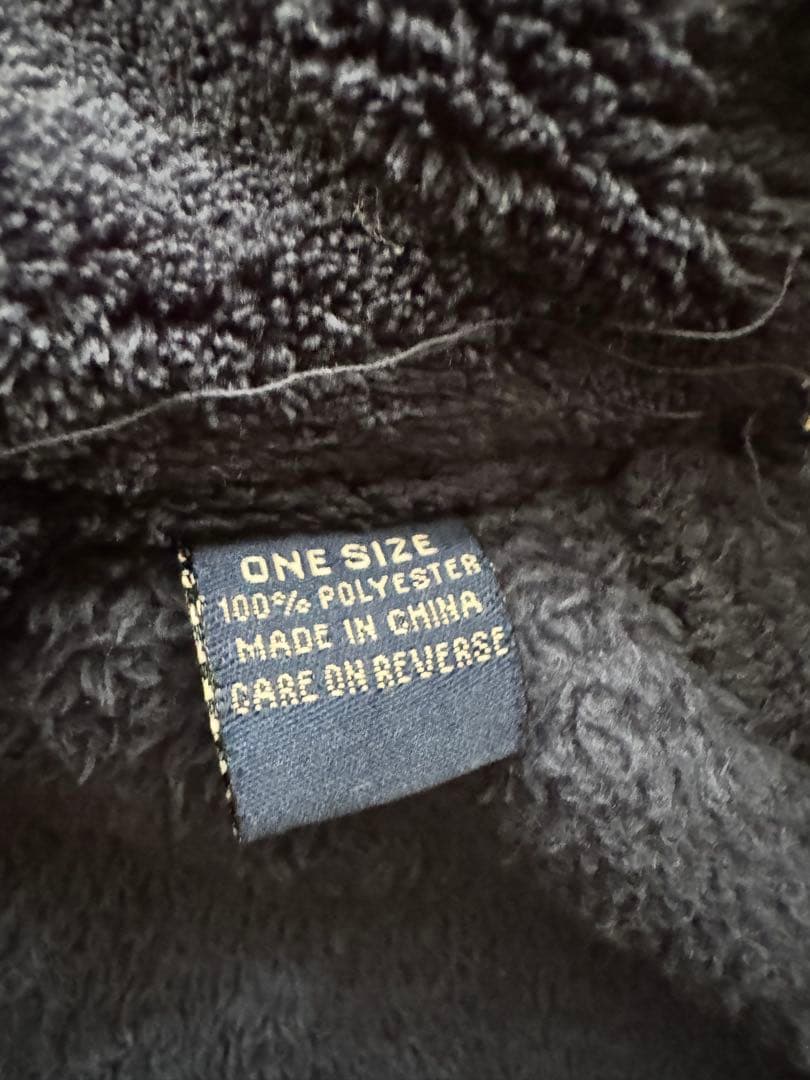 ONE SIZE
100% POLYESTER
MADE IN CHINA
CARE ON REVERSE